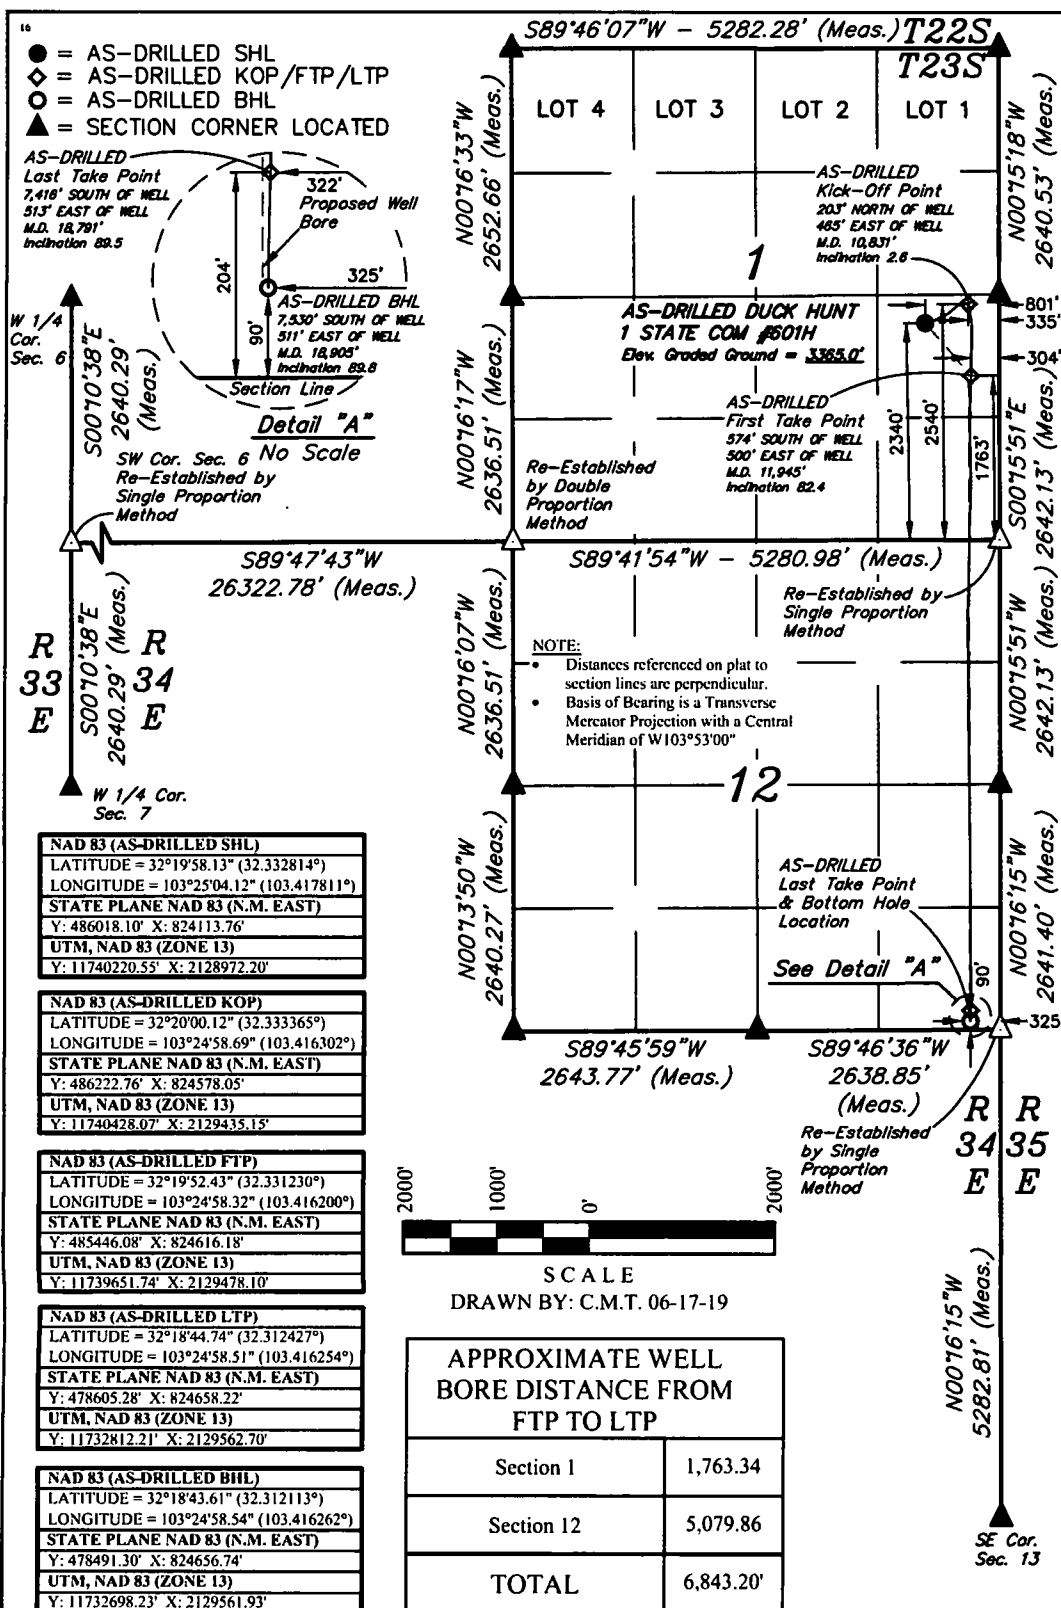 16
● = AS-DRILLED SHL
◇ = AS-DRILLED KOP/FTP/LTP
○ = AS-DRILLED BHL
▲ = SECTION CORNER LOCATED
AS-DRILLED
Last Take Point
7,416' SOUTH OF WELL
513' EAST OF WELL
M.D. 18,791'
Inclination 89.5
322'
Proposed Well
Bore
204'
325'
90'
AS-DRILLED BHL
7,530' SOUTH OF WELL
511' EAST OF WELL
M.D. 18,905'
Inclination 89.8
Section Line
Detail "A"
No Scale
W 1/4
Cor.
Sec. 6
S00°10'38"E
2640.29'
(Meas.)
SW Cor. Sec. 6
Re-Established by
Single Proportion
Method
S89°47'43"W
26322.78' (Meas.)
R
33
E
R
34
E
S00°10'38"E
2640.29' (Meas.)
W 1/4 Cor.
Sec. 7
S89°46'07"W - 5282.28' (Meas.)
T22S
T23S
LOT 4
LOT 3
LOT 2
LOT 1
N00°16'33"W
2652.66' (Meas.)
N00°15'18"W
2640.53' (Meas.)
AS-DRILLED
Kick-Off Point
203' NORTH OF WELL
465' EAST OF WELL
M.D. 10,831'
Inclination 2.6
1
AS-DRILLED DUCK HUNT
1 STATE COM #601H
Elev. Graded Ground = 3365.0'
801'
335'
304'
AS-DRILLED
First Take Point
574' SOUTH OF WELL
500' EAST OF WELL
M.D. 11,945'
Inclination 82.4
2340'
2540'
1763'
N00°16'17"W
2636.51' (Meas.)
S00°15'51"E
2642.13' (Meas.)
Re-Established
by Double
Proportion
Method
S89°41'54"W - 5280.98' (Meas.)
Re-Established by
Single Proportion
Method
N00°16'07"W
2636.51' (Meas.)
N00°15'51"W
2642.13' (Meas.)
NOTE:
• Distances referenced on plat to
section lines are perpendicular.
• Basis of Bearing is a Transverse
Mercator Projection with a Central
Meridian of W103°53'00"
12
N00°13'50"W
2640.27' (Meas.)
N00°16'15"W
2641.40' (Meas.)
AS-DRILLED
Last Take Point
& Bottom Hole
Location
See Detail "A"
90'
325
S89°45'59"W
2643.77' (Meas.)
S89°46'36"W
2638.85'
(Meas.)
Re-Established
by Single
Proportion
Method
R
34
E
R
35
E
N00°16'15"W
5282.81' (Meas.)
SE Cor.
Sec. 13
NAD 83 (AS-DRILLED SHL)
LATITUDE = 32°19'58.13" (32.332814°)
LONGITUDE = 103°25'04.12" (103.417811°)
STATE PLANE NAD 83 (N.M. EAST)
Y: 486018.10' X: 824113.76'
UTM, NAD 83 (ZONE 13)
Y: 11740220.55' X: 2128972.20'
NAD 83 (AS-DRILLED KOP)
LATITUDE = 32°20'00.12" (32.333365°)
LONGITUDE = 103°24'58.69" (103.416302°)
STATE PLANE NAD 83 (N.M. EAST)
Y: 486222.76' X: 824578.05'
UTM, NAD 83 (ZONE 13)
Y: 11740428.07' X: 2129435.15'
NAD 83 (AS-DRILLED FTP)
LATITUDE = 32°19'52.43" (32.331230°)
LONGITUDE = 103°24'58.32" (103.416200°)
STATE PLANE NAD 83 (N.M. EAST)
Y: 485446.08' X: 824616.18'
UTM, NAD 83 (ZONE 13)
Y: 11739651.74' X: 2129478.10'
NAD 83 (AS-DRILLED LTP)
LATITUDE = 32°18'44.74" (32.312427°)
LONGITUDE = 103°24'58.51" (103.416254°)
STATE PLANE NAD 83 (N.M. EAST)
Y: 478605.28' X: 824658.22'
UTM, NAD 83 (ZONE 13)
Y: 11732812.21' X: 2129562.70'
NAD 83 (AS-DRILLED BHL)
LATITUDE = 32°18'43.61" (32.312113°)
LONGITUDE = 103°24'58.54" (103.416262°)
STATE PLANE NAD 83 (N.M. EAST)
Y: 478491.30' X: 824656.74'
UTM, NAD 83 (ZONE 13)
Y: 11732698.23' X: 2129561.93'
2000'
1000'
0'
2000'
SCALE
DRAWN BY: C.M.T. 06-17-19
APPROXIMATE WELL
BORE DISTANCE FROM
FTP TO LTP
Section 1 1,763.34
Section 12 5,079.86
TOTAL 6,843.20'